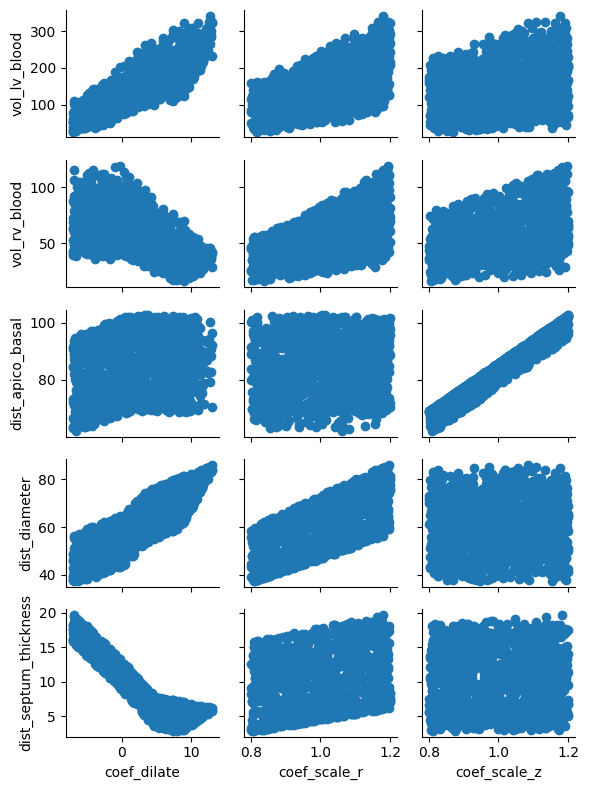 vol_lv_blood
300
200
100
vol_rv_blood
100
50
dist_apico_basal
100
80
dist_diameter
80
60
40
dist_septum_thickness
20
15
10
5
0 10
0.8 1.0 1.2
0.8 1.0 1.2
coef_dilate coef_scale_r coef_scale_z